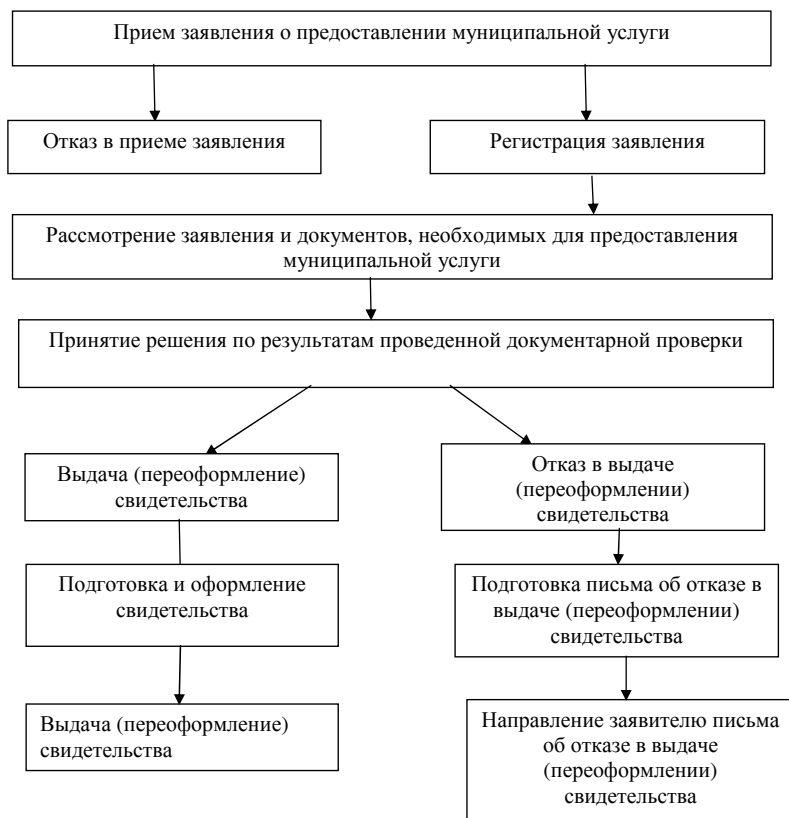 Прием заявления о предоставлении муниципальной услуги
Отказ в приеме заявления
Регистрация заявления
Рассмотрение заявления и документов, необходимых для предоставления
муниципальной услуги
Принятие решения по результатам проведенной документарной проверки
Выдача (переоформление)
свидетельства
Отказ в выдаче
(переоформлении)
свидетельства
Подготовка и оформление
свидетельства
Подготовка письма об отказе в
выдаче (переоформлении)
свидетельства
Выдача (переоформление)
свидетельства
Направление заявителю письма
об отказе в выдаче
(переоформлении)
свидетельства